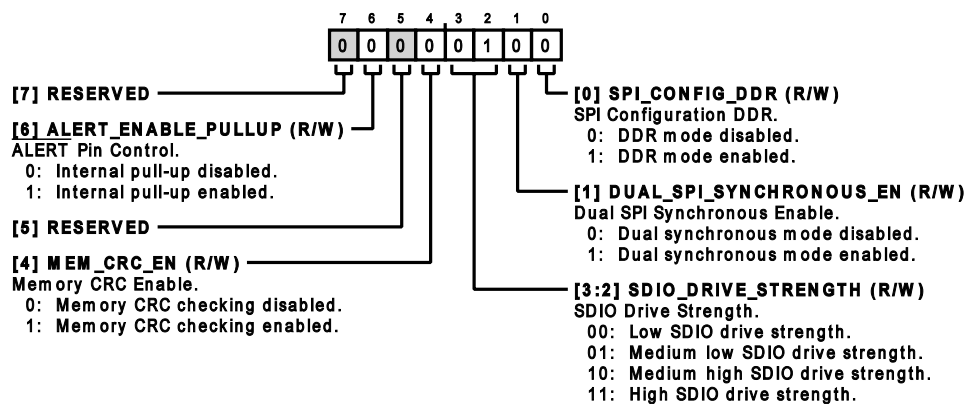 7 6 5 4 3 2 1 0
0 0 0 0 0 1 0 0
[7] RESERVED
[6] ALERT_ENABLE_PULLUP (R/W)
ALERT Pin Control.
0: Internal pull-up disabled.
1: Internal pull-up enabled.
[5] RESERVED
[4] MEM_CRC_EN (R/W)
Memory CRC Enable.
0: Memory CRC checking disabled.
1: Memory CRC checking enabled.
[0] SPI_CONFIG_DDR (R/W)
SPI Configuration DDR.
0: DDR mode disabled.
1: DDR mode enabled.
[1] DUAL_SPI_SYNCHRONOUS_EN (R/W)
Dual SPI Synchronous Enable.
0: Dual synchronous mode disabled.
1: Dual synchronous mode enabled.
[3:2] SDIO_DRIVE_STRENGTH (R/W)
SDIO Drive Strength.
00: Low SDIO drive strength.
01: Medium low SDIO drive strength.
10: Medium high SDIO drive strength.
11: High SDIO drive strength.